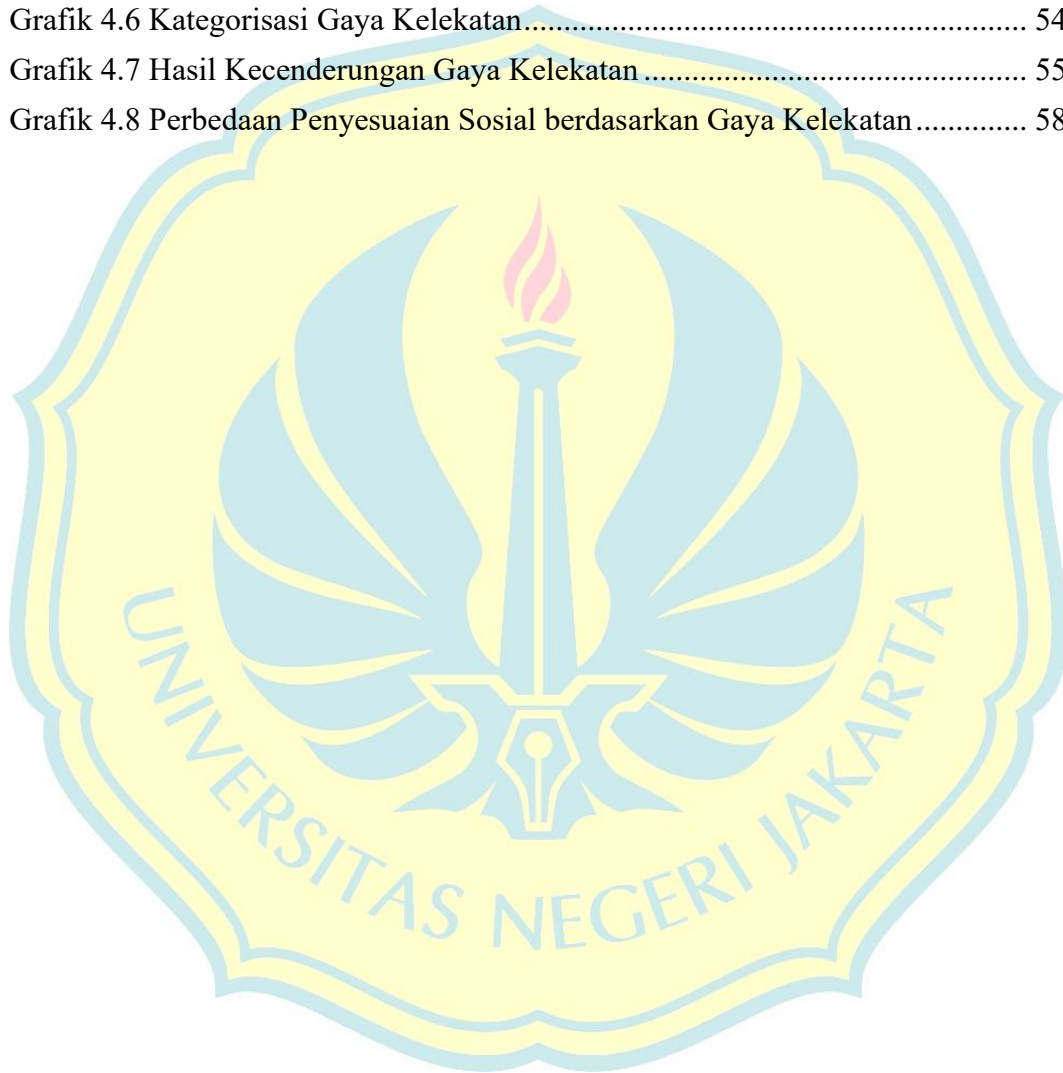 Grafik 4.6 Kategorisasi Gaya Kelekatan................................................................ 54
Grafik 4.7 Hasil Kecenderungan Gaya Kelekatan ................................................ 55
Grafik 4.8 Perbedaan Penyesuaian Sosial berdasarkan Gaya Kelekatan .............. 58
UNIVERSITAS NEGERI JAKARTA